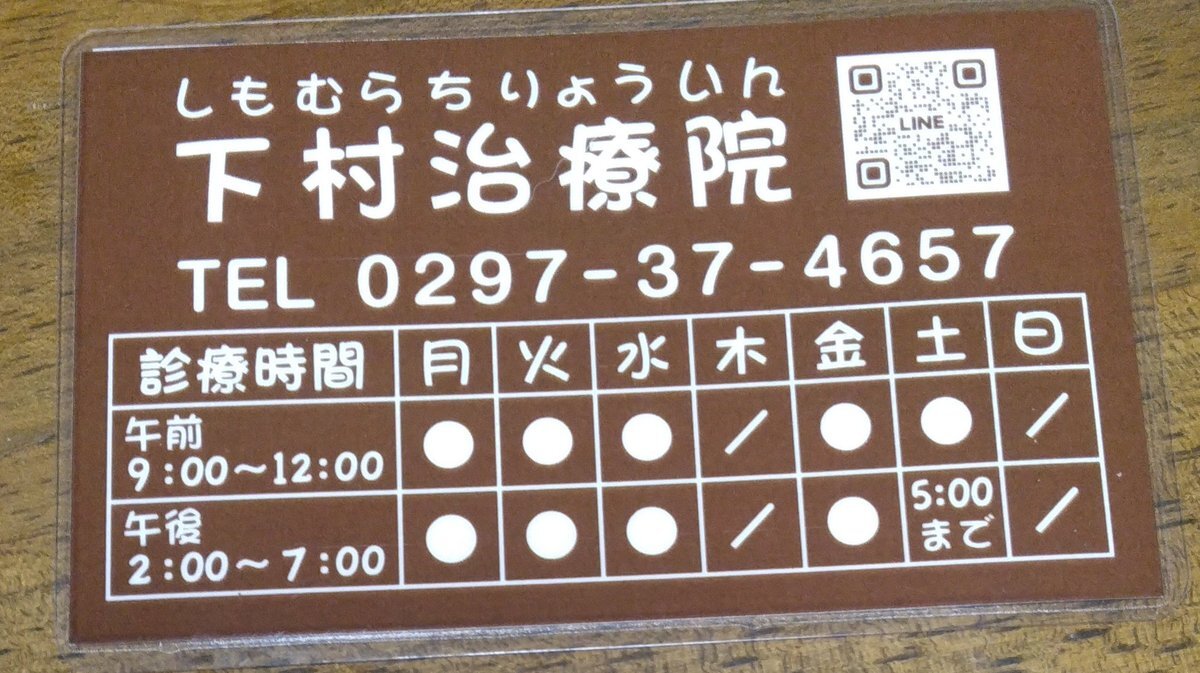 しもむらちりょういん
下村治療院
LINE
TEL 0297-37-4657
診療時間 月 火 水 木 金 土 日
午前
9:00～12:00 ● ● ● ／ ● ● ／
午後
2:00～7:00 ● ● ● ／ ● 5:00まで ／